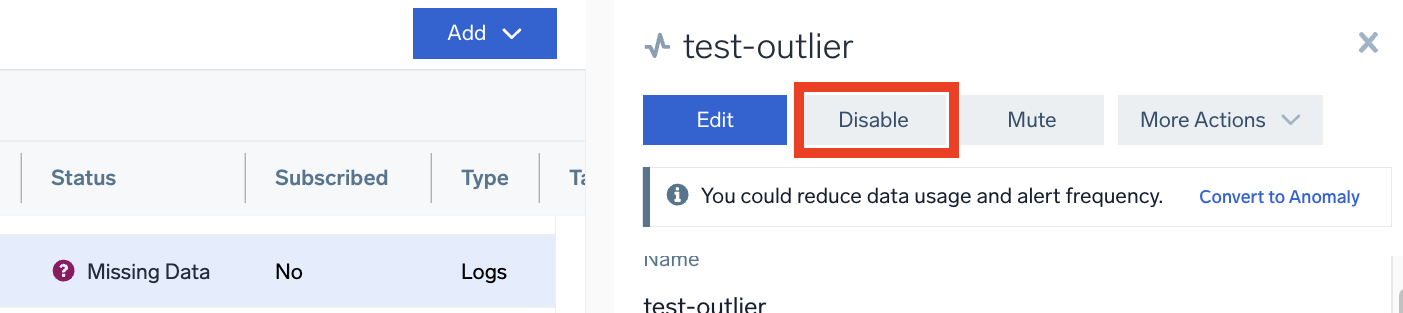 Add
Status Subscribed Type Ta
? Missing Data No Logs
test-outlier
Edit Disable Mute More Actions
You could reduce data usage and alert frequency. Convert to Anomaly
Name
test-outlier